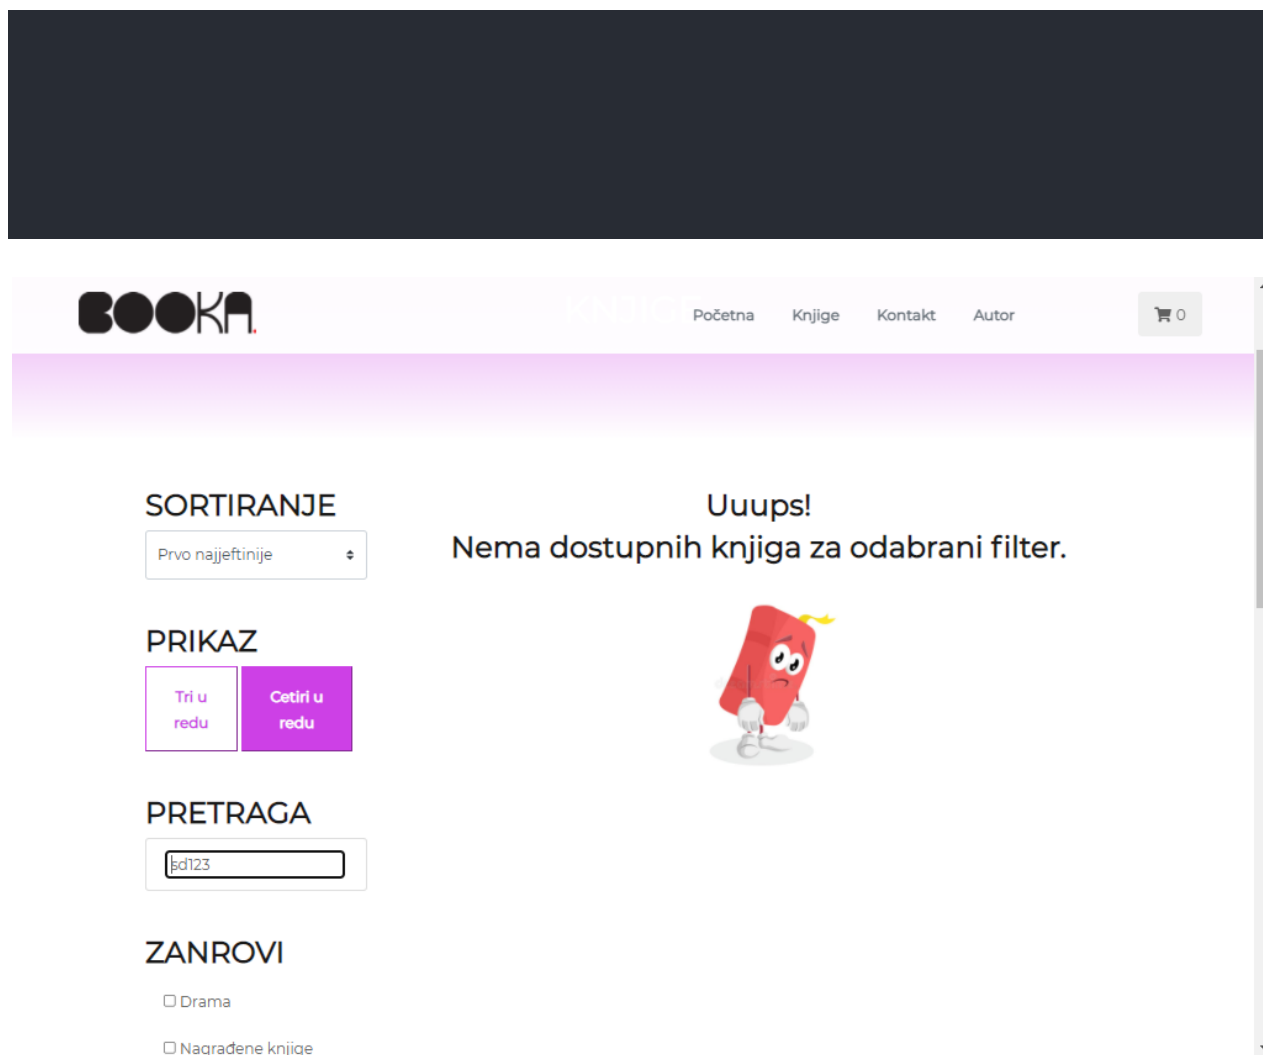 BOOKA.
KNJIGE
Početna Knjige Kontakt Autor
0
SORTIRANJE
Prvo najjeftinije
PRIKAZ
Tri u
redu
Cetiri u
redu
PRETRAGA
sd123
ZANROVI
Drama
Nagrađene knjige
Uuups!
Nema dostupnih knjiga za odabrani filter.